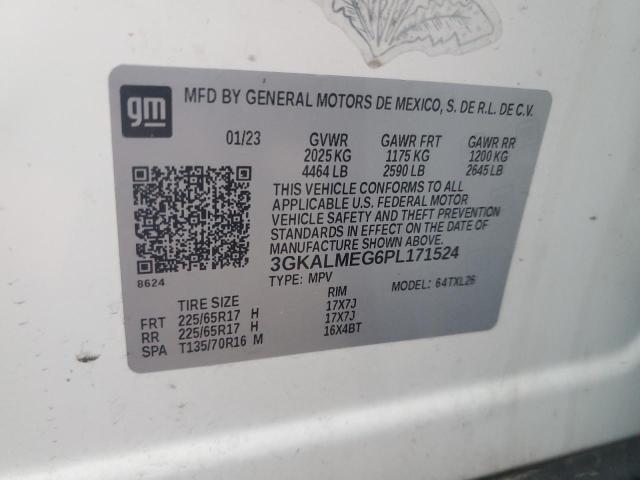 gm
MFD BY GENERAL MOTORS DE MEXICO, S. DE R.L. DE C.V.
01/23 GVWR GAWR FRT GAWR RR
2025 KG 1175 KG 1200 KG
4464 LB 2590 LB 2645 LB
THIS VEHICLE CONFORMS TO ALL
APPLICABLE U.S. FEDERAL MOTOR
VEHICLE SAFETY AND THEFT PREVENTION
STANDARDS IN EFFECT ON THE DATE OF
MANUFACTURE SHOWN ABOVE.
3GKALMEG6PL171524
8624
TYPE: MPV MODEL: 64TXL26
TIRE SIZE RIM
FRT 225/65R17 H 17X7J
RR 225/65R17 H 17X7J
SPA T135/70R16 M 16X4BT